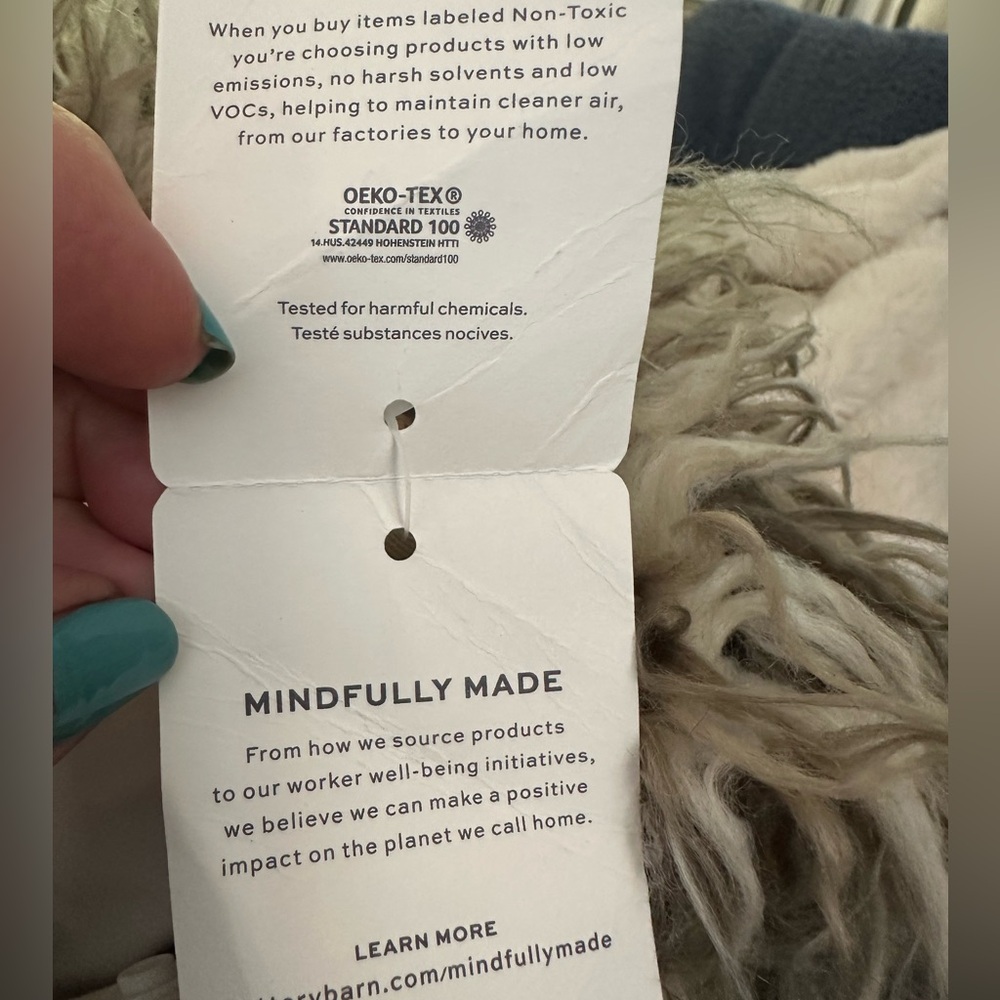 When you buy items labeled Non-Toxic
you're choosing products with low
emissions, no harsh solvents and low
VOCs, helping to maintain cleaner air,
from our factories to your home.
OEKO-TEX®
CONFIDENCE IN TEXTILES
STANDARD 100
14.HUS.42449 HOHENSTEIN HTTI
www.oeko-tex.com/standard100
Tested for harmful chemicals.
Testé substances nocives.
MINDFULLY MADE
From how we source products
to our worker well-being initiatives,
we believe we can make a positive
impact on the planet we call home.
LEARN MORE
rybarn.com/mindfullymade